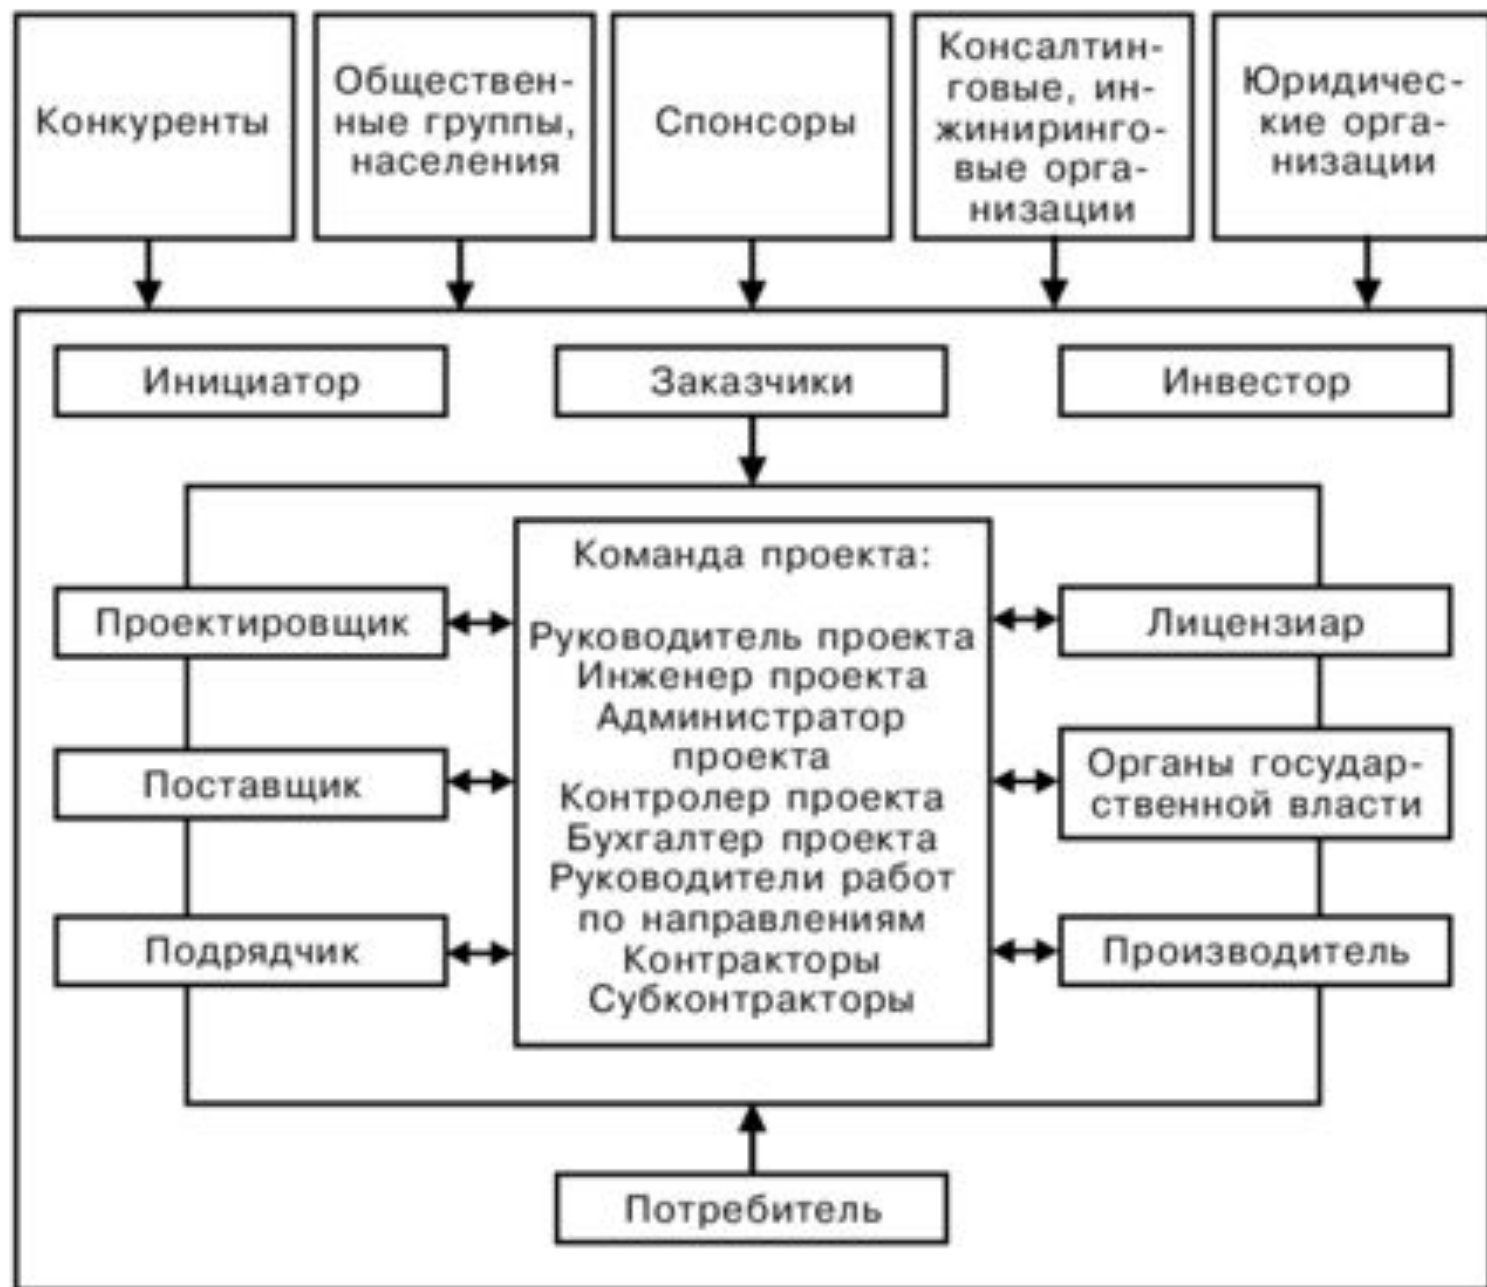 Конкуренты
Обществен-
ные группы,
населения
Спонсоры
Консалтин-
говые, ин-
жиниринго-
вые орга-
низации
Юридичес-
кие орга-
низации
Инициатор
Заказчики
Инвестор
Команда проекта:
Руководитель проекта
Инженер проекта
Администратор
проекта
Контролер проекта
Бухгалтер проекта
Руководители работ
по направлениям
Контракторы
Субконтракторы
Проектировщик
Поставщик
Подрядчик
Лицензиар
Органы государ-
ственной власти
Производитель
Потребитель